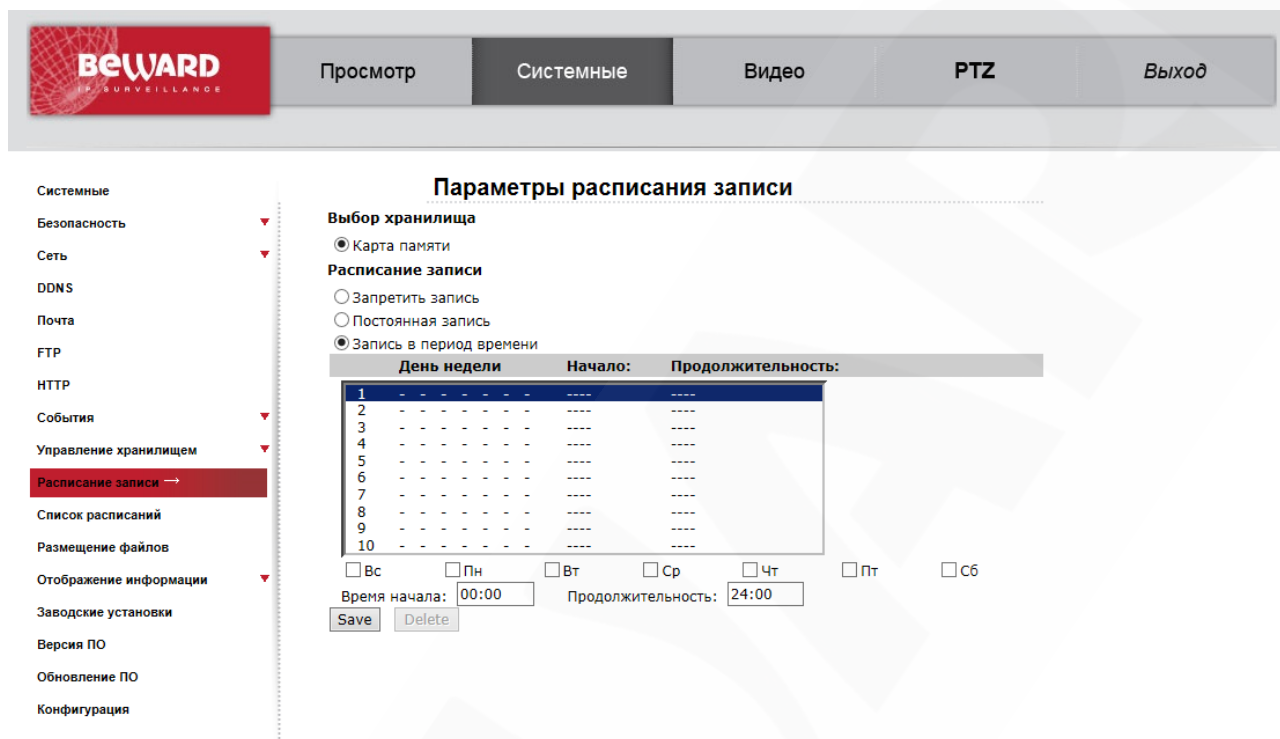 BEWARD
IP SURVEILLANCE
Просмотр Системные Видео PTZ Выход
Системные
Безопасность
Сеть
DDNS
Почта
FTP
HTTP
События
Управление хранилищем
Расписание записи →
Список расписаний
Размещение файлов
Отображение информации
Заводские установки
Версия ПО
Обновление ПО
Конфигурация
Параметры расписания записи
Выбор хранилища
Карта памяти
Расписание записи
Запретить запись
Постоянная запись
Запись в период времени
День недели Начало: Продолжительность:
1 - - - - - - - ---- ----
2 - - - - - - - ---- ----
3 - - - - - - - ---- ----
4 - - - - - - - ---- ----
5 - - - - - - - ---- ----
6 - - - - - - - ---- ----
7 - - - - - - - ---- ----
8 - - - - - - - ---- ----
9 - - - - - - - ---- ----
10 - - - - - - - ---- ----
Вс Пн Вт Ср Чт Пт Сб
Время начала: 00:00 Продолжительность: 24:00
Save Delete